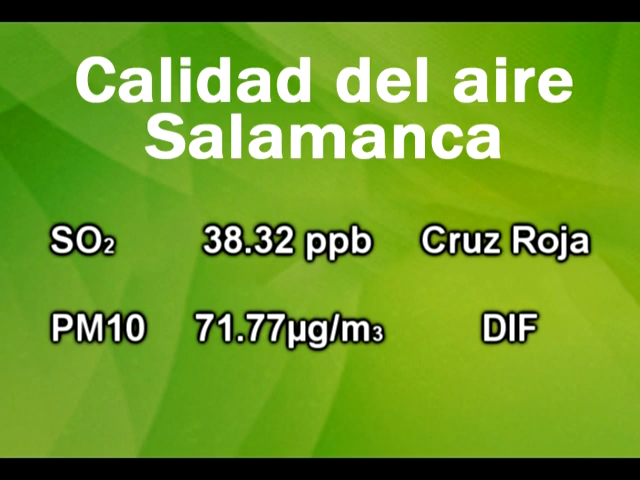 Calidad del aire
Salamanca
SO₂ 38.32 ppb Cruz Roja
PM10 71.77µg/m₃ DIF